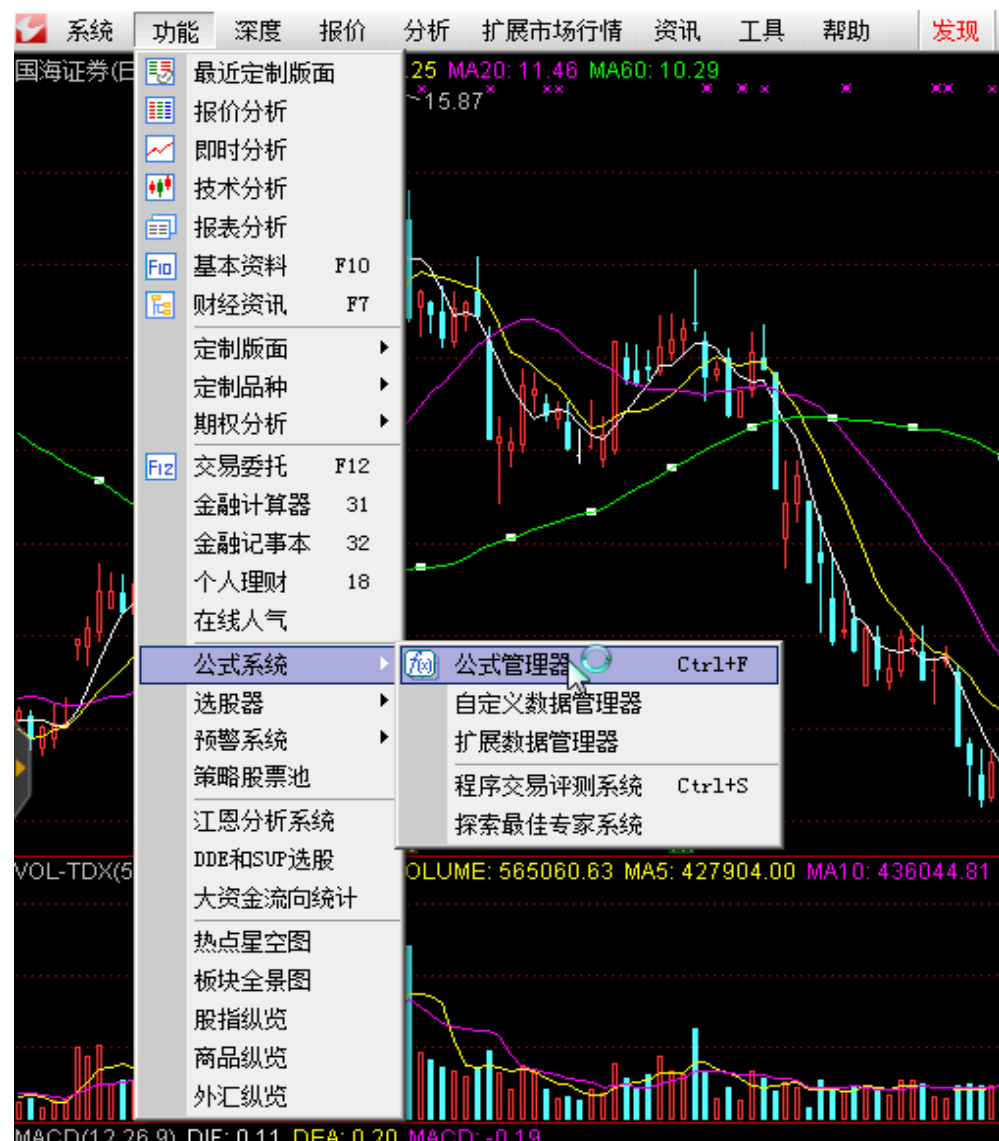 系统 功能 深度 报价 分析 扩展市场行情 资讯 工具 帮助 发现
国海证券(日 .25 MA20: 11.46 MA60: 10.29
15.87
最近定制版面
报价分析
即时分析
技术分析
报表分析
F10 基本资料 F10
财经资讯 F7
定制版面
定制品种
期权分析
F12 交易委托 F12
金融计算器 31
金融记事本 32
个人理财 18
在线人气
公式系统 f(x) 公式管理器 Ctrl+F
选股器 自定义数据管理器
预警系统 扩展数据管理器
策略股票池 程序交易评测系统 Ctrl+S
江恩分析系统 探索最佳专家系统
DDE和SUP选股
VOL-TDX(5 OLUME: 565060.63 MA5: 427904.00 MA10: 436044.81
大资金流向统计
热点星空图
板块全景图
股指纵览
商品纵览
外汇纵览
MACD(12,26,9) DIF: 0.11 DEA: 0.20 MACD: -0.19